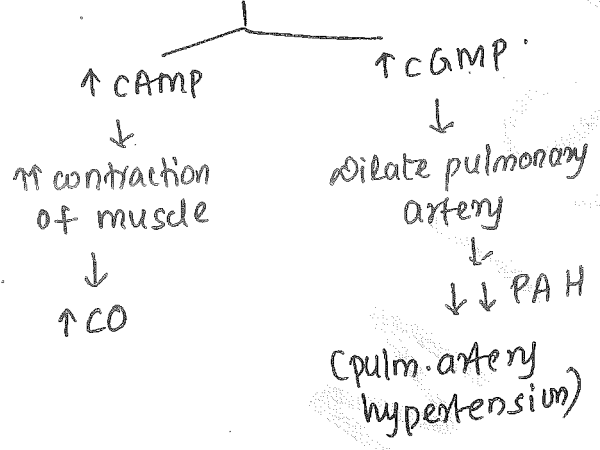 ↑ CAMP
↓
↑↑ contraction
of muscle
↓
↑ CO
↑ CGMP
↓
Dilate pulmonary
artery
↓
↓↓ PAH
(pulm. artery
hypertension)